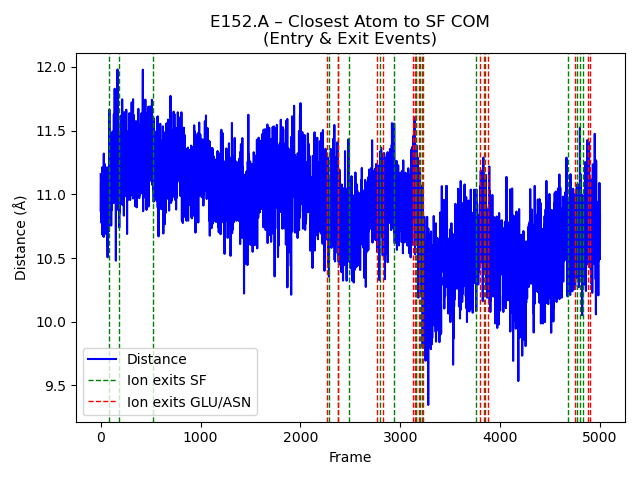 E152.A – Closest Atom to SF COM
(Entry & Exit Events)
12.0
11.5
11.0
10.5
10.0
9.5
Distance (Å)
Distance
Ion exits SF
Ion exits GLU/ASN
0 1000 2000 3000 4000 5000
Frame